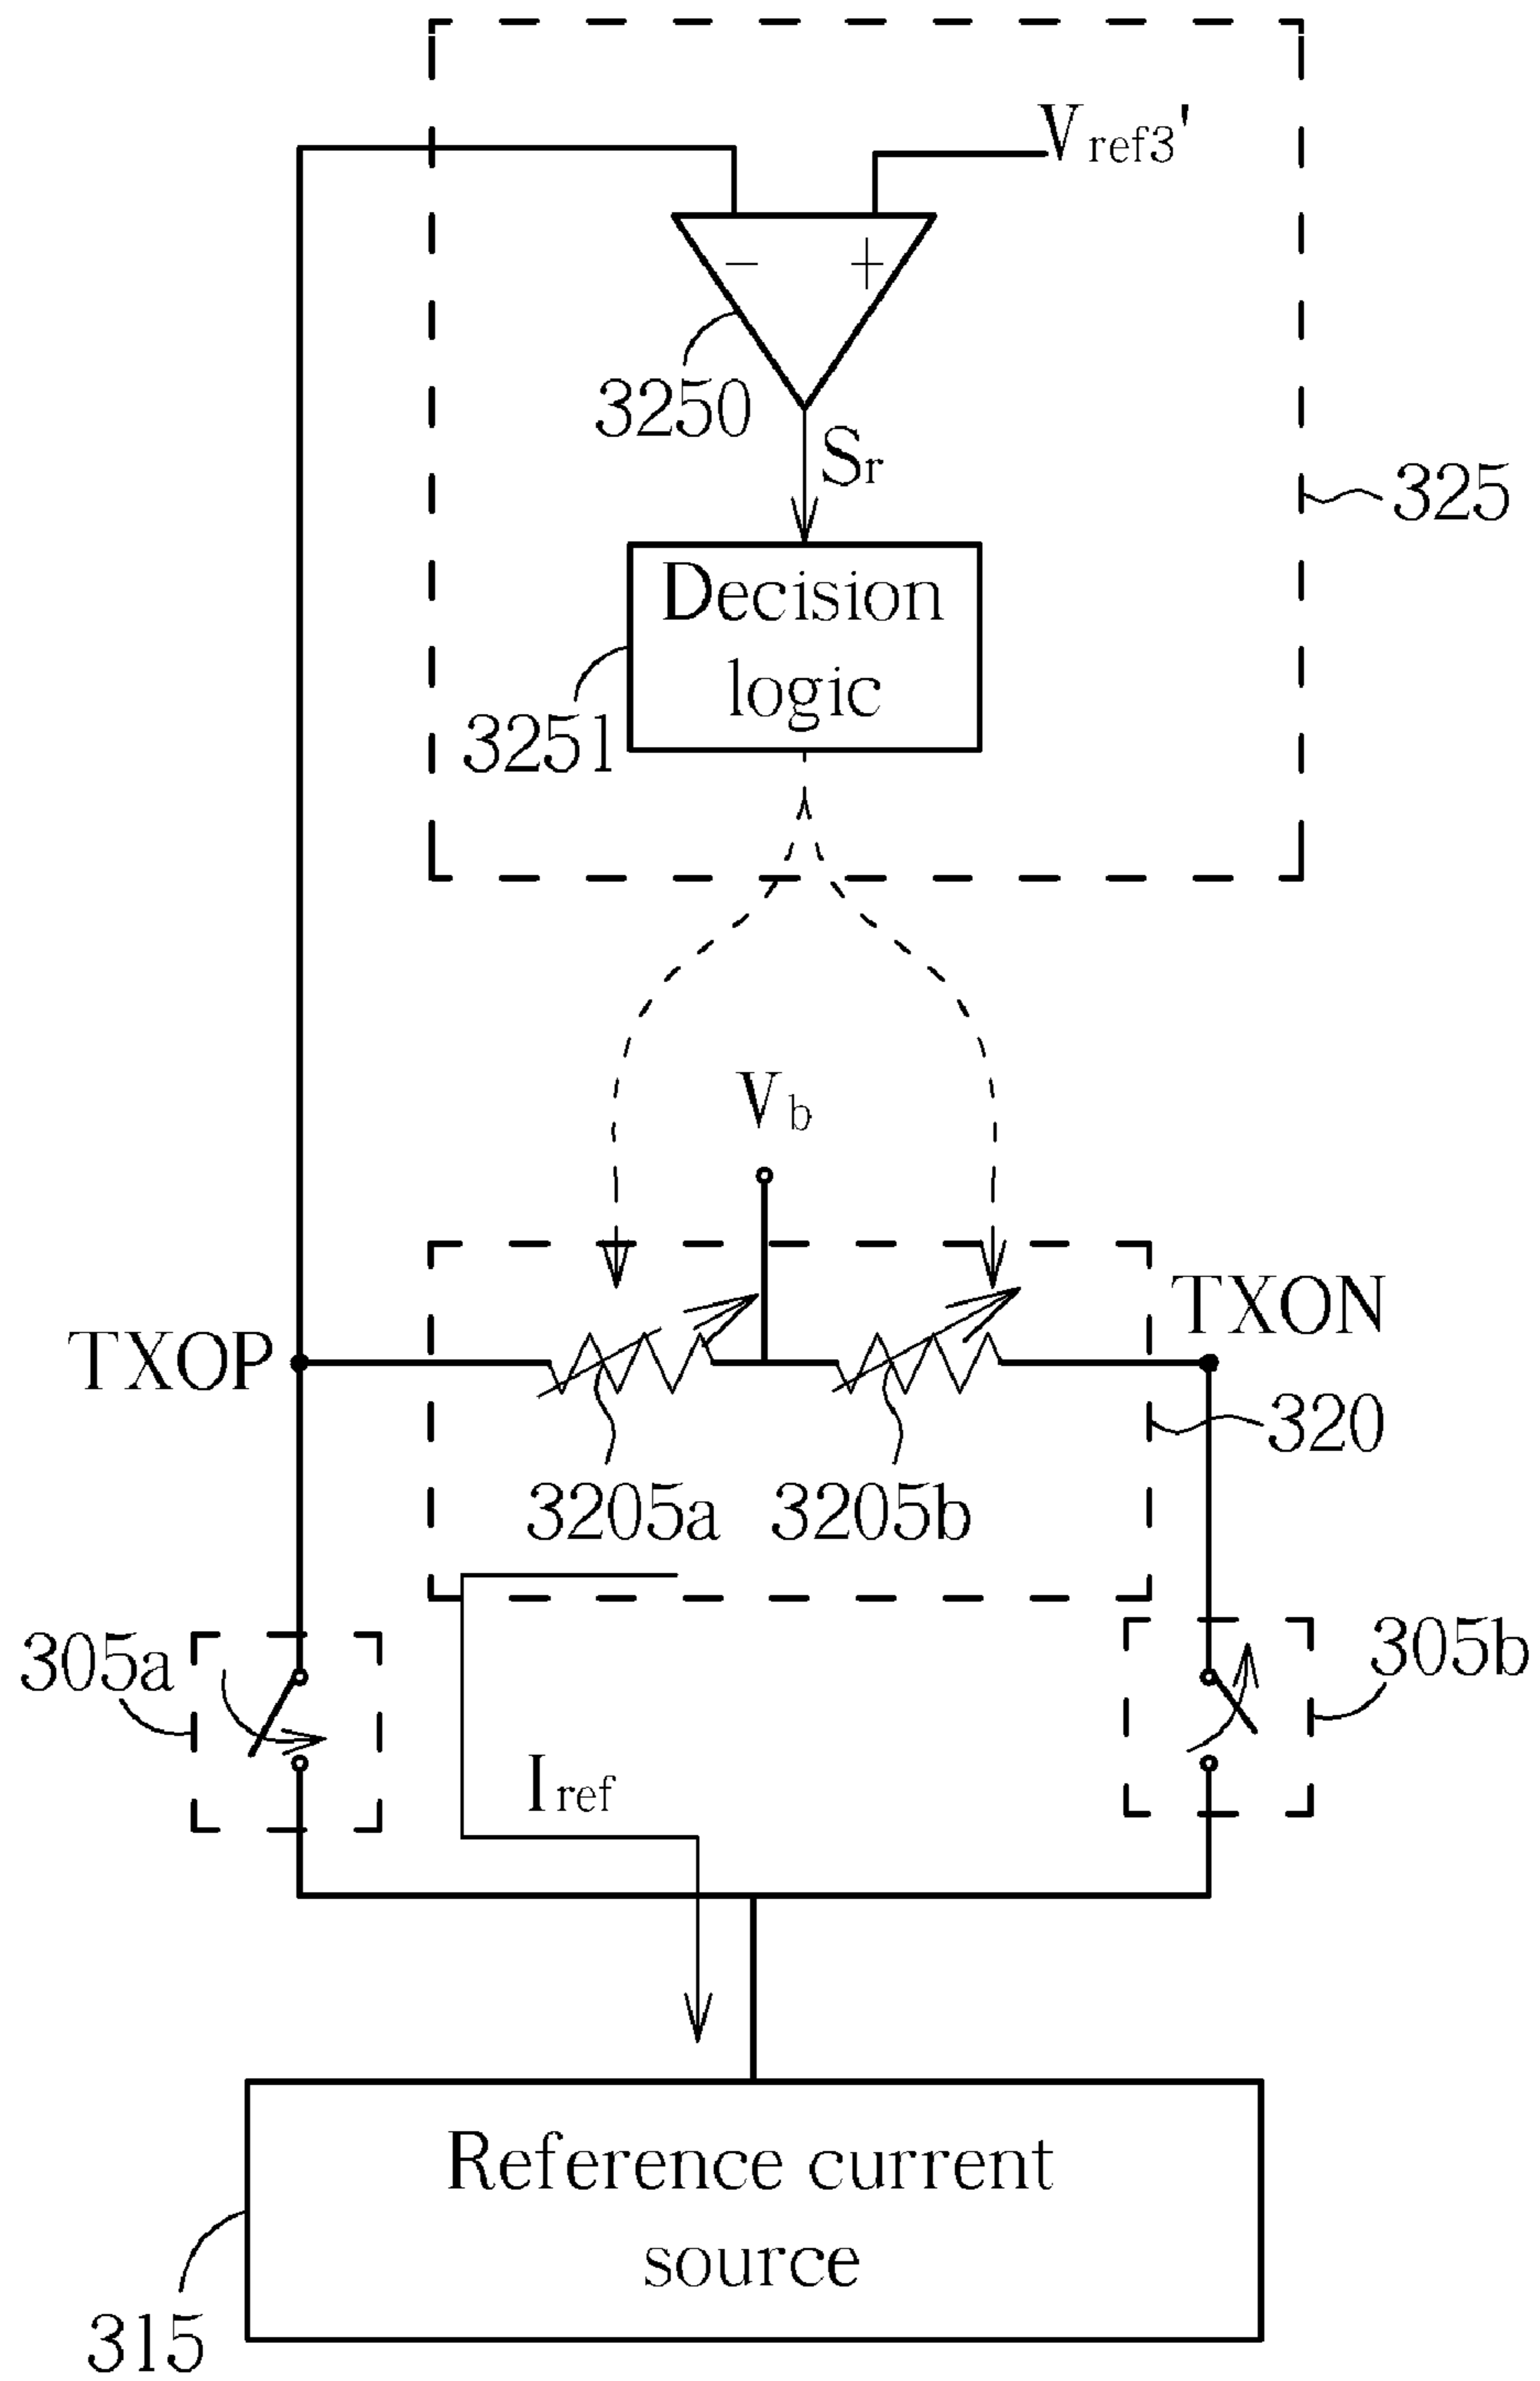 Vref3'
− +
3250
Sr
325
Decision
logic
3251
Vb
TXOP
TXON
320
3205a 3205b
305a
305b
Iref
Reference current
source
315